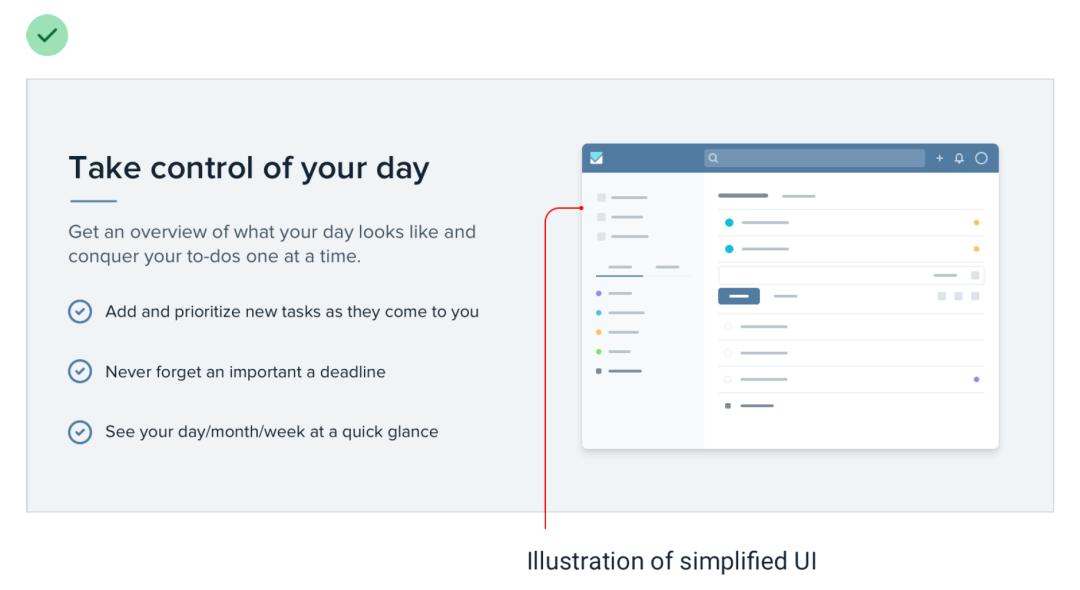 Take control of your day
Get an overview of what your day looks like and
conquer your to-dos one at a time.
Add and prioritize new tasks as they come to you
Never forget an important a deadline
See your day/month/week at a quick glance
Illustration of simplified UI